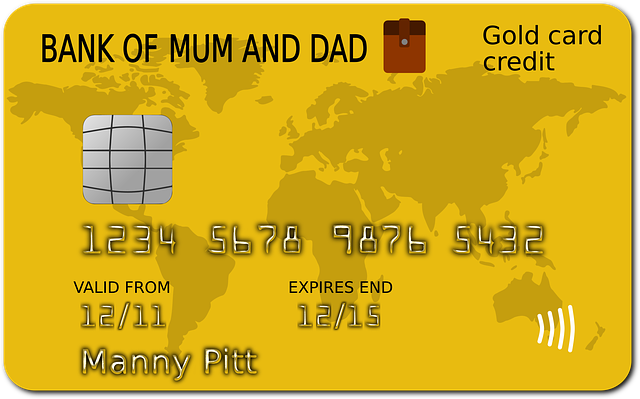 BANK OF MUM AND DAD
Gold card
credit
1234 5678 9876 5432
VALID FROM EXPIRES END
12/11 12/15
Manny Pitt